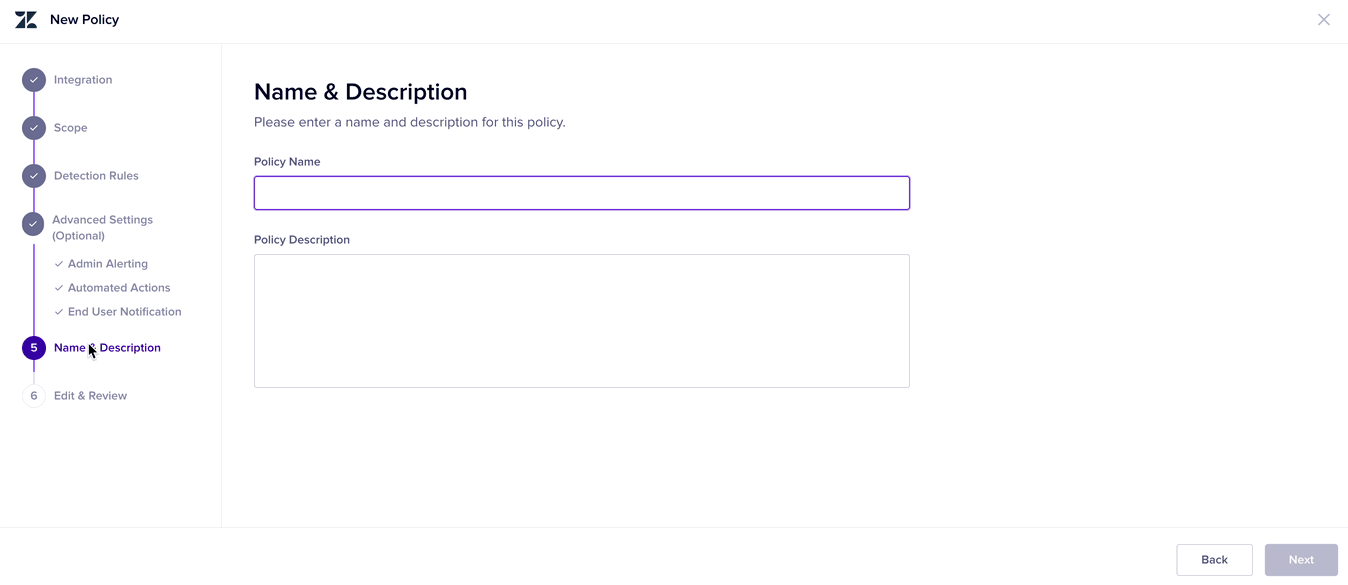 New Policy
Integration
Scope
Detection Rules
Advanced Settings
(Optional)
Admin Alerting
Automated Actions
End User Notification
5 Name & Description
6 Edit & Review
Name & Description
Please enter a name and description for this policy.
Policy Name
Policy Description
Back
Next